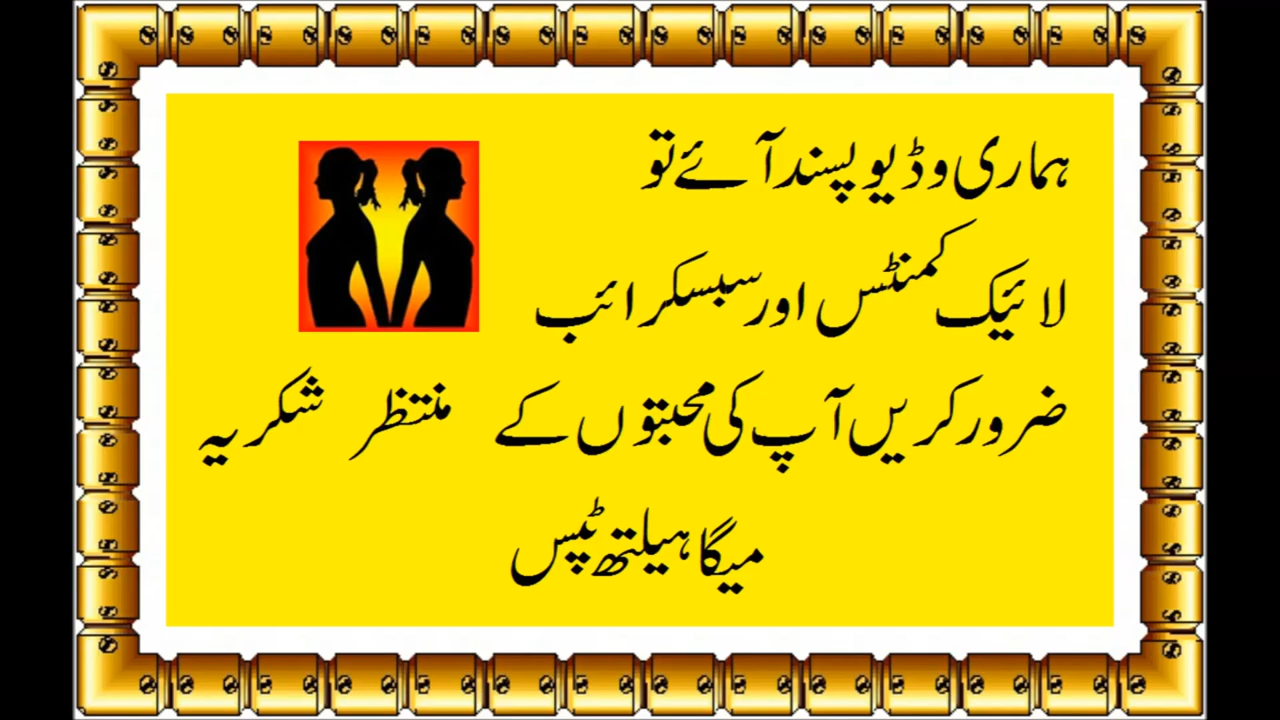 ہماری وڈیو پسند آئے تو
لائیک کمنٹس اور سبسکرائب
ضرور کریں آپ کی محبتوں کے منتظر شکریہ
میگا ہیلتھ ٹپس